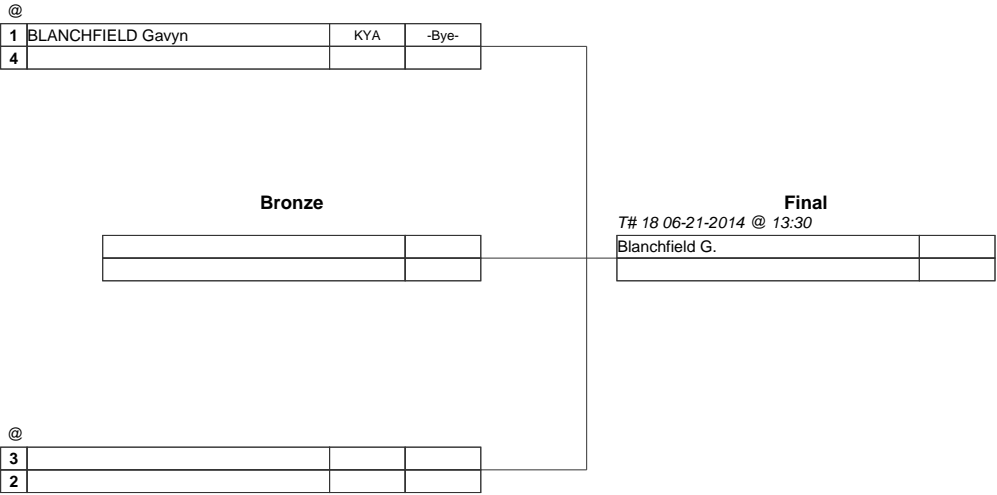 @
1 BLANCHFIELD Gavyn KYA -Bye-
4
Bronze
Final
T# 18 06-21-2014 @ 13:30
Blanchfield G.
@
3
2